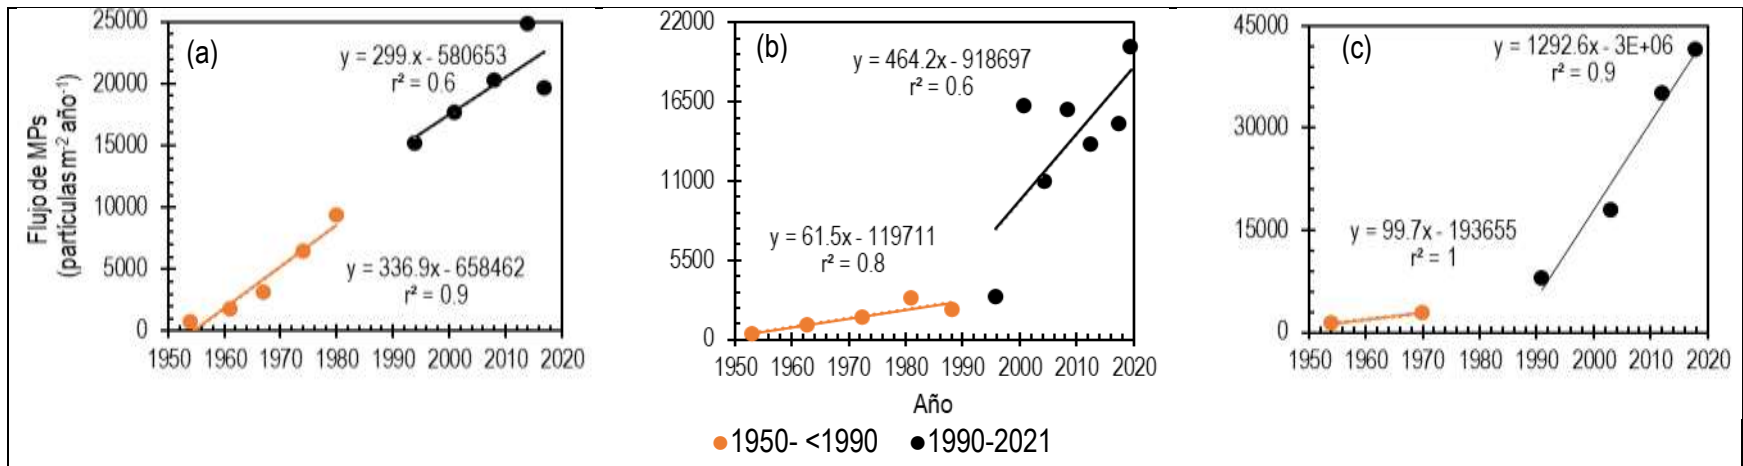 Flujo de MPs
(partículas m-2 año-1)
(a)
25000
20000
15000
10000
5000
0
y = 299.x - 580653
r² = 0.6
y = 336.9x - 658462
r² = 0.9
1950 1960 1970 1980 1990 2000 2010 2020
(b)
22000
16500
11000
5500
0
y = 464.2x - 918697
r² = 0.6
y = 61.5x - 119711
r² = 0.8
1950 1960 1970 1980 1990 2000 2010 2020
(c)
45000
30000
15000
0
y = 1292.6x - 3E+06
r² = 0.9
y = 99.7x - 193655
r² = 1
1950 1960 1970 1980 1990 2000 2010 2020
Año
1950- <1990 1990-2021